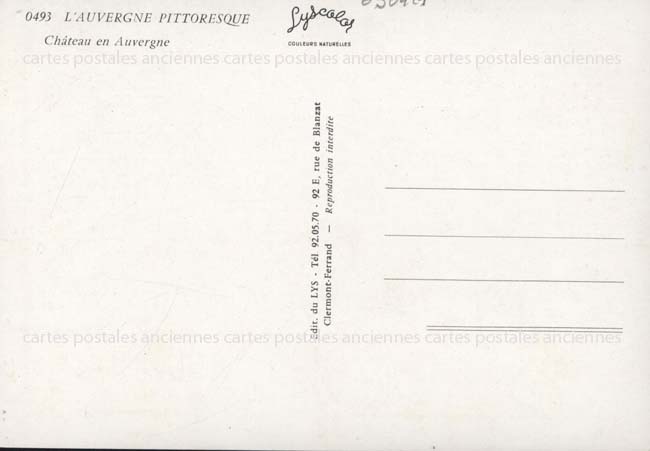 0493 L'AUVERGNE PITTORESQUE
Château en Auvergne
Lyscolor
COULEURS NATURELLES
cartes postales anciennes cartes postales anciennes cartes postales anciennes
Edit. du LYS - Tél. 92.05.70 - 92 E, rue de Blanzat
Clermont-Ferrand — Reproduction interdite
cartes postales anciennes cartes postales anciennes cartes postales anciennes